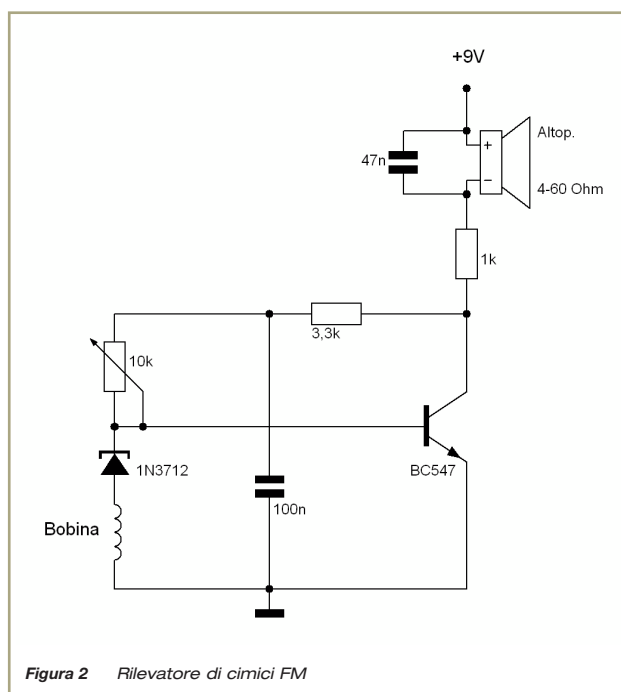 +9V
Altop.
47n
+
−
4-60 Ohm
1k
3,3k
10k
1N3712
BC547
Bobina
100n
Figura 2 Rilevatore di cimici FM